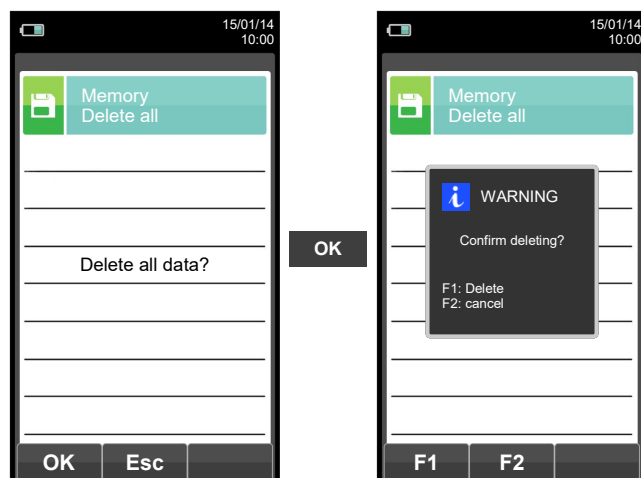 15/01/14
10:00
Memory
Delete all
Delete all data?
OK
Esc
OK
15/01/14
10:00
Memory
Delete all
WARNING
Confirm deleting?
F1: Delete
F2: cancel
F1
F2